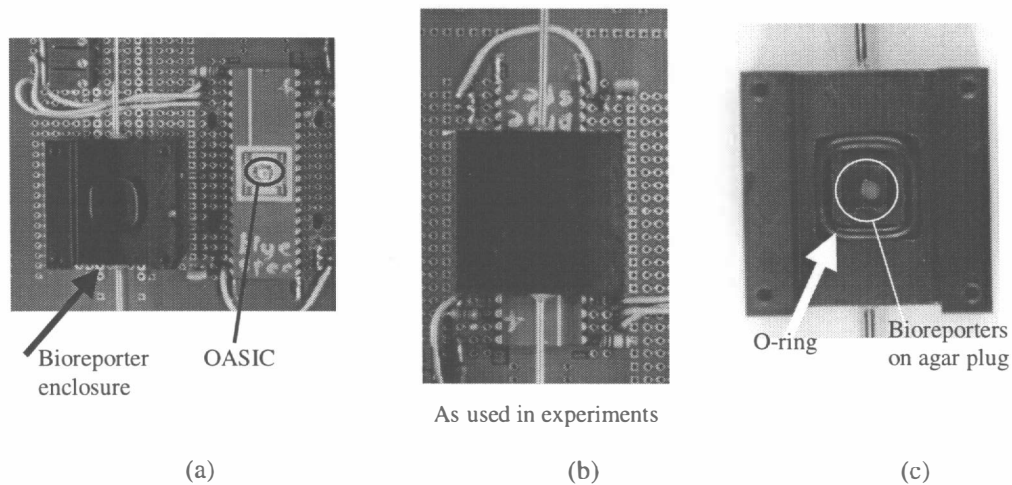 Bioreporter
enclosure
OASIC
As used in experiments
O-ring
Bioreporters
on agar plug
(a)
(b)
(c)